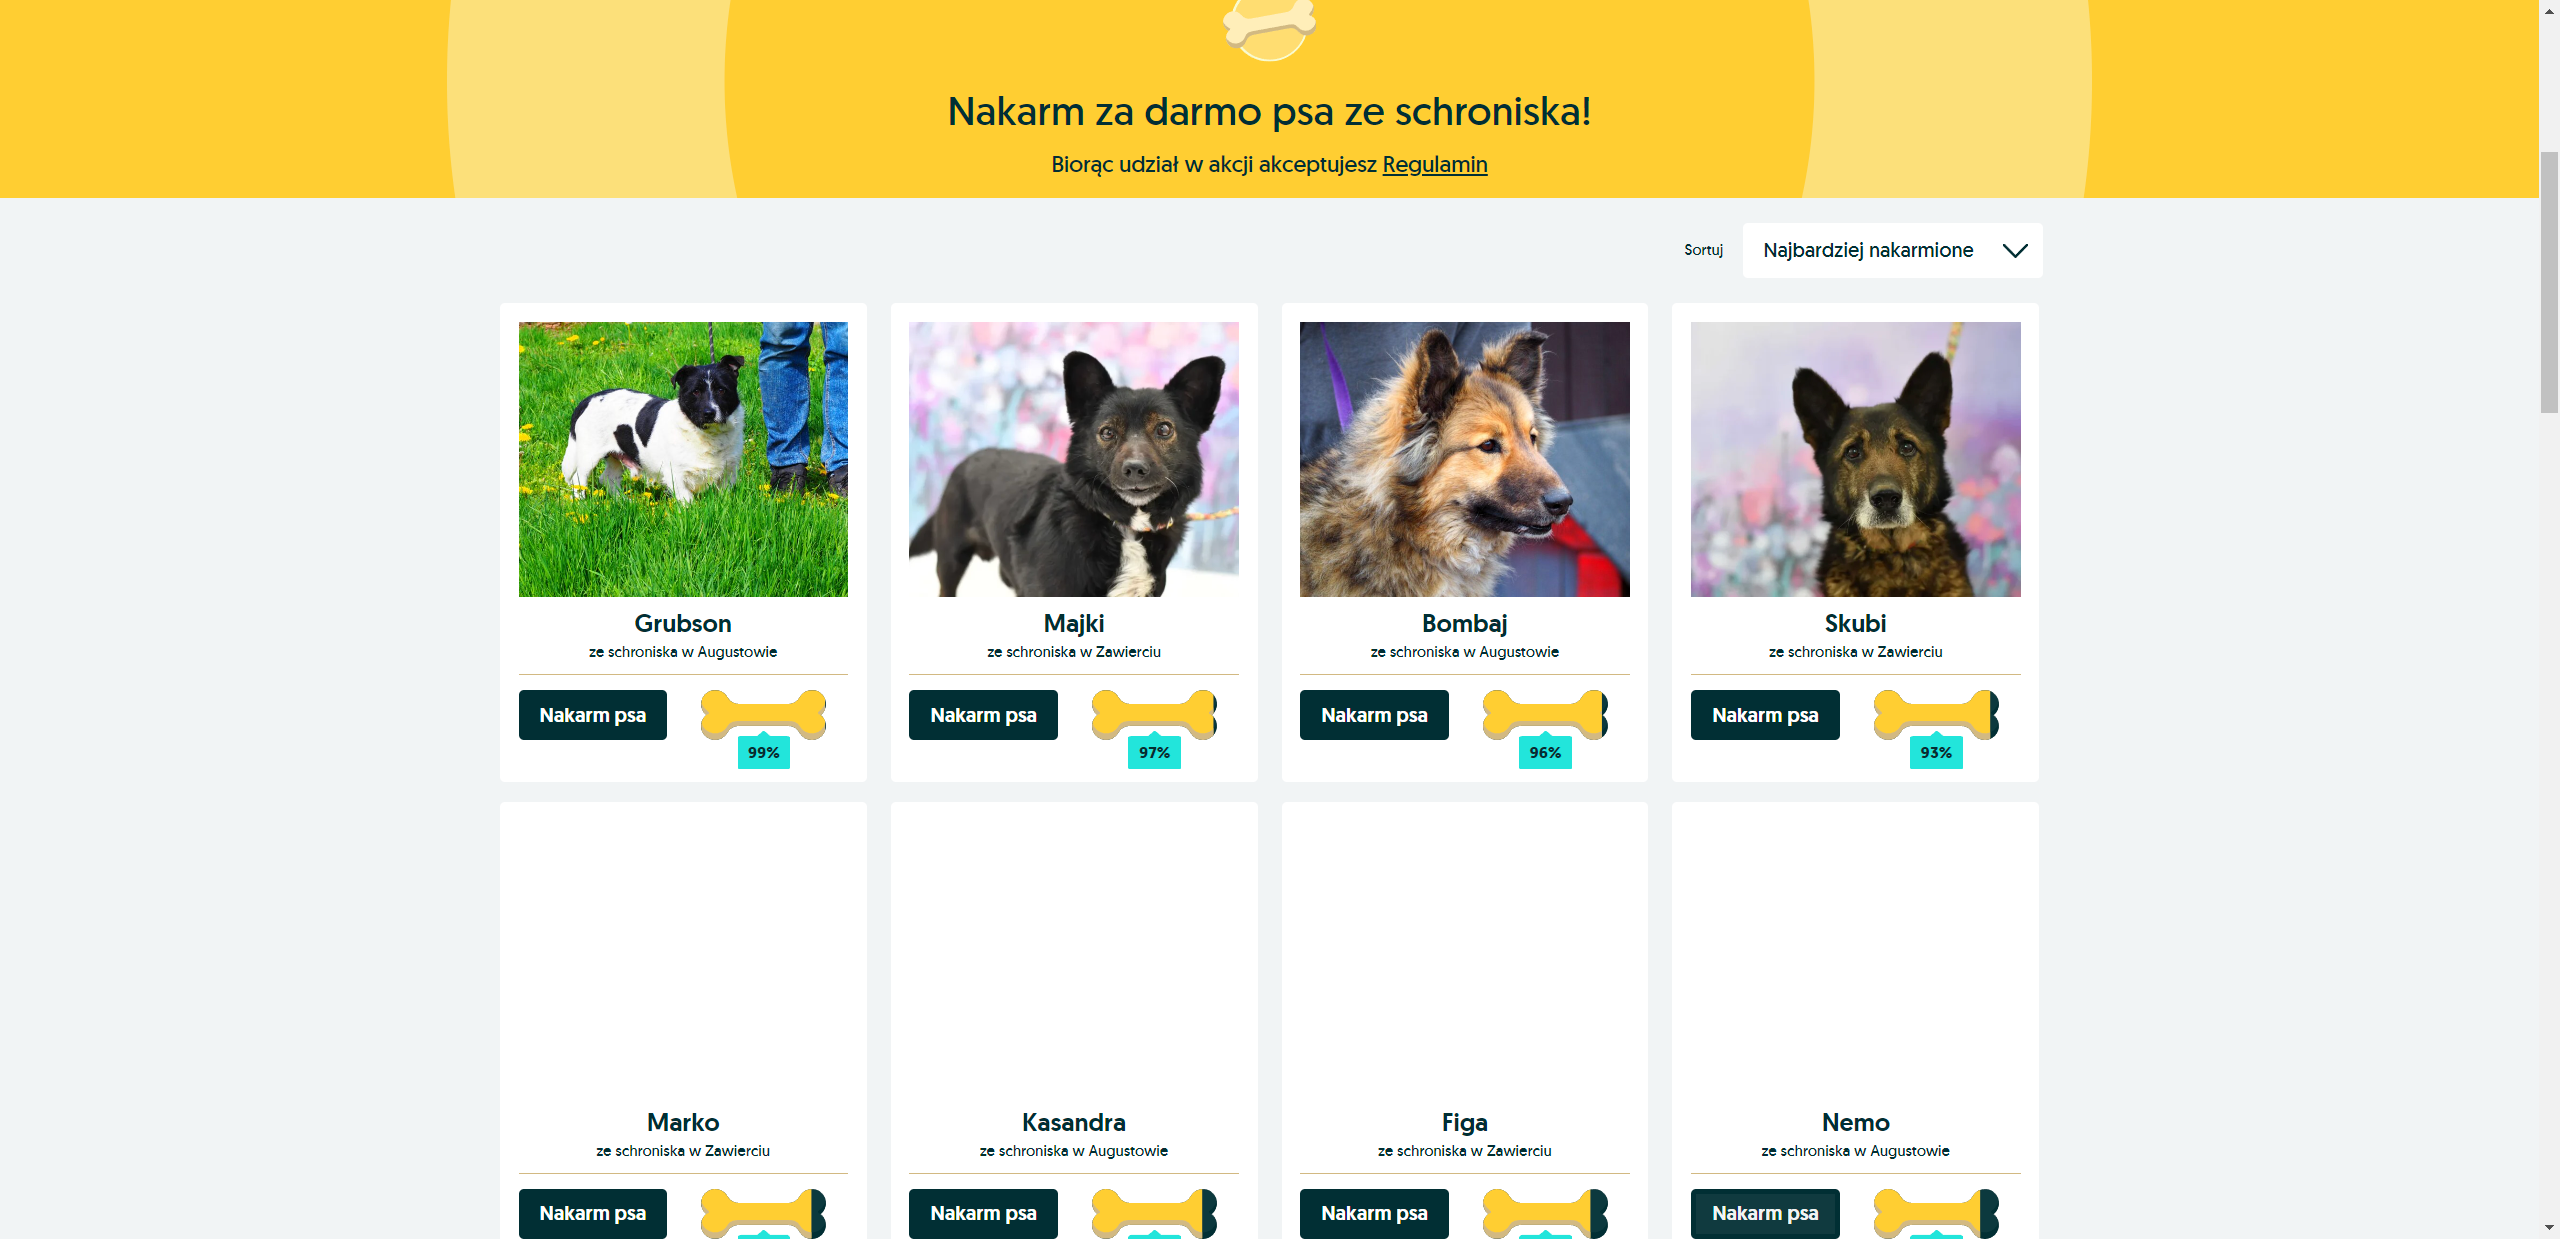 Nakarm za darmo psa ze schroniska!
Biorąc udział w akcji akceptujesz Regulamin
Sortuj
Najbardziej nakarmione
Grubson
ze schroniska w Augustowie
Nakarm psa
99%
Majki
ze schroniska w Zawierciu
Nakarm psa
97%
Bombaj
ze schroniska w Augustowie
Nakarm psa
96%
Skubi
ze schroniska w Zawierciu
Nakarm psa
93%
Marko
ze schroniska w Zawierciu
Nakarm psa
Kasandra
ze schroniska w Augustowie
Nakarm psa
Figa
ze schroniska w Zawierciu
Nakarm psa
Nemo
ze schroniska w Augustowie
Nakarm psa